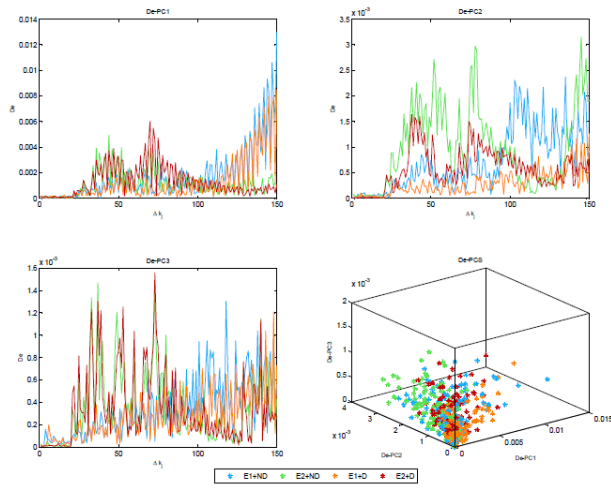 De-PC1
0.014
0.012
0.01
0.008
0.006
0.004
0.002
0
De
0 50 100 150
Δ kj
De-PC2
x 10⁻³
3.5
3
2.5
2
1.5
1
0.5
0
De
0 50 100 150
Δ kj
De-PC3
x 10⁻³
1.6
1.4
1.2
1
0.8
0.6
0.4
0.2
0
De
0 50 100 150
Δ kj
De-PCS
x 10⁻³
2
1.5
1
0.5
0
De-PC3
4
3
2
1
0
x 10⁻³
De-PC2
0
0.005
0.01
0.015
De-PC1
E1+ND E2+ND E1+D E2+D